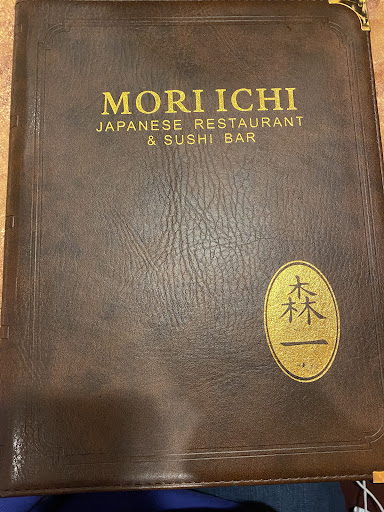 MORI ICHI
JAPANESE RESTAURANT
& SUSHI BAR
森
一